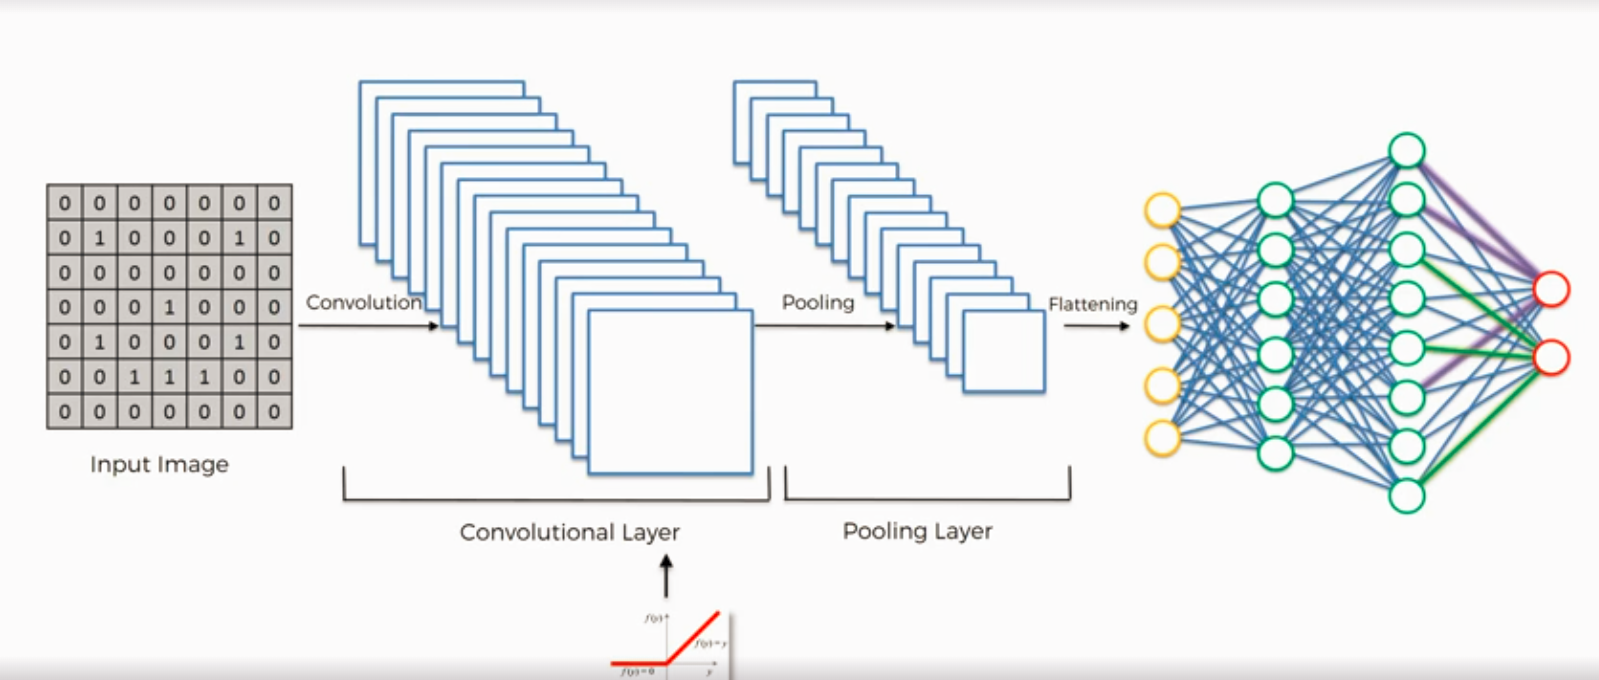 0 0 0 0 0 0 0
0 1 0 0 0 1 0
0 0 0 0 0 0 0
0 0 0 1 0 0 0
0 1 0 0 0 1 0
0 0 1 1 1 0 0
0 0 0 0 0 0 0
Input Image
Convolution
Pooling
Flattening
Convolutional Layer
Pooling Layer
f(y)=y
f(y)=0
y